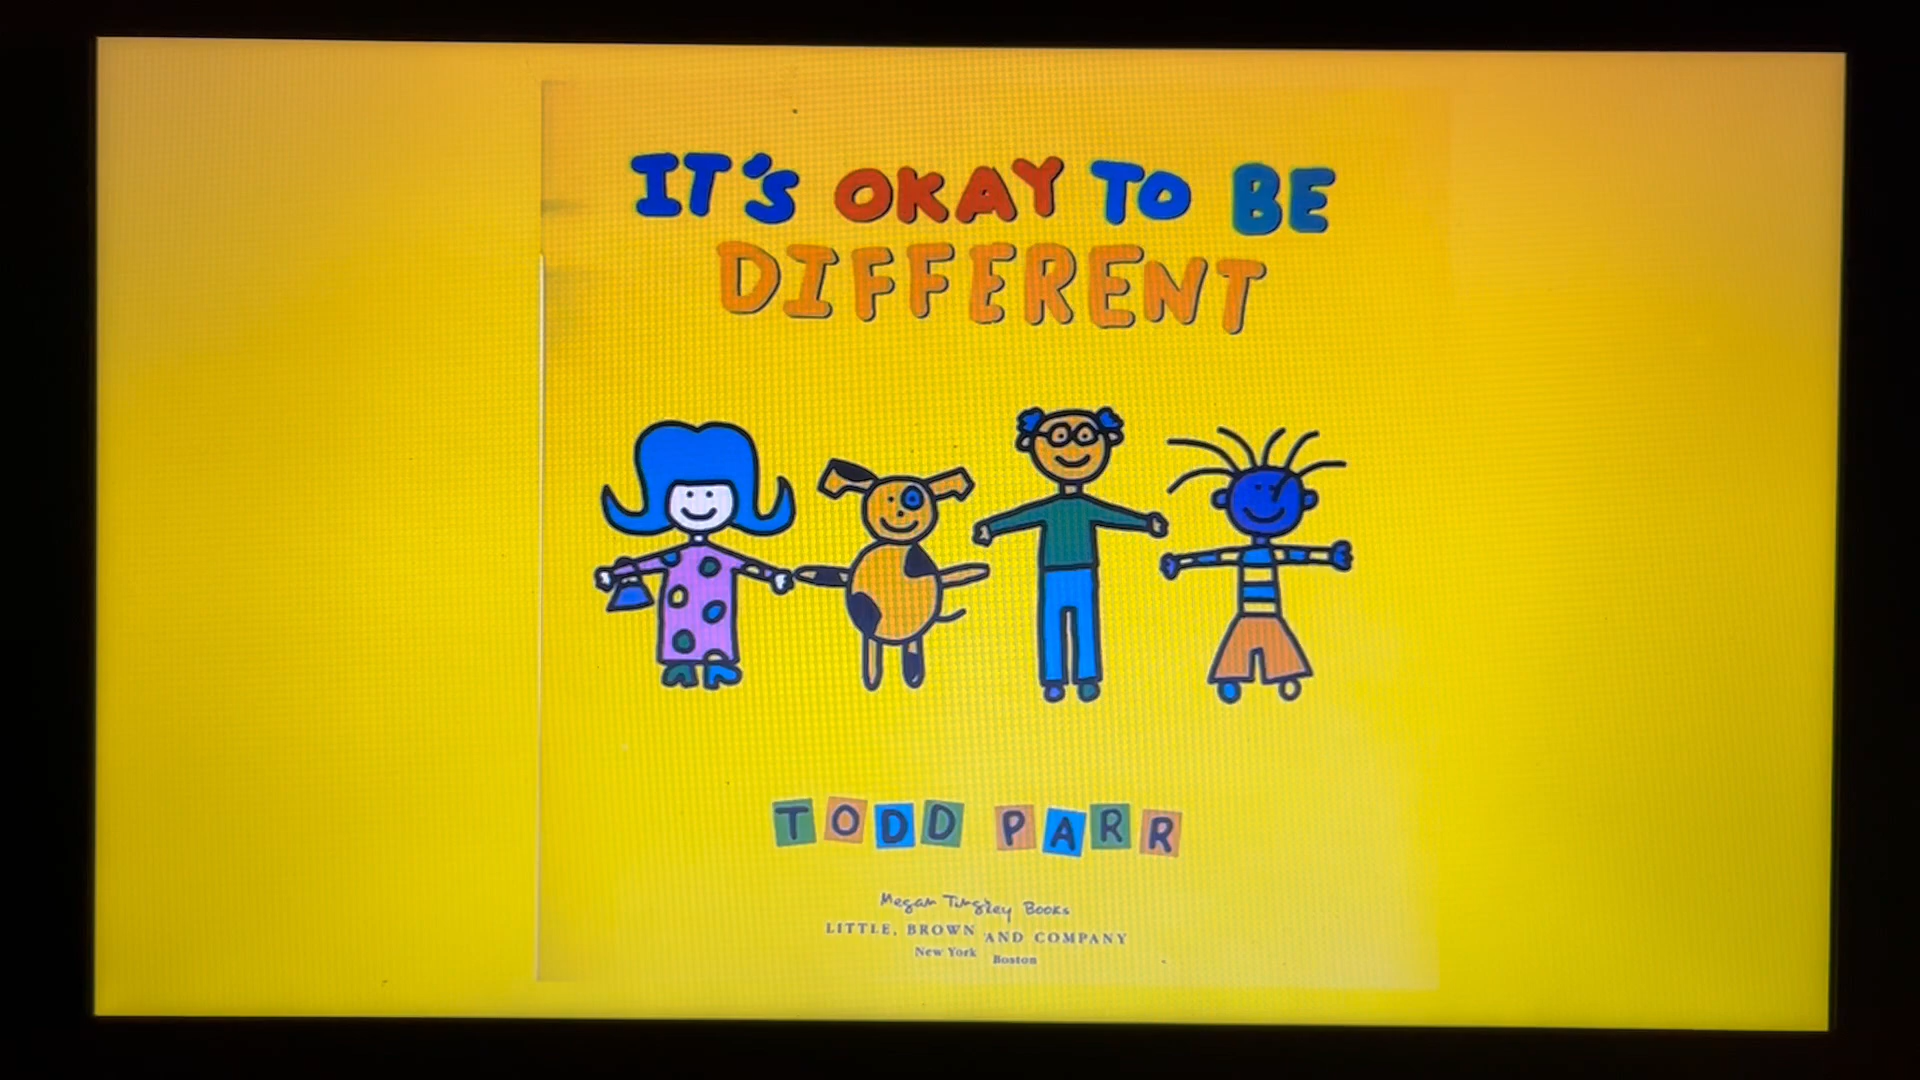 IT'S OKAY TO BE
DIFFERENT
TODD PARR
Megan Tingley Books
LITTLE, BROWN AND COMPANY
New York Boston